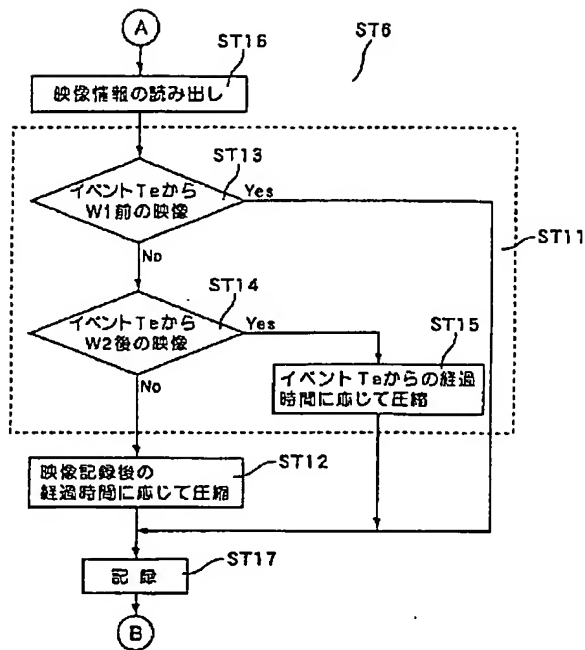 A
ST16
ST6
映像情報の読み出し
ST13
イベントTeから
W1前の映像
Yes
ST11
No
ST14
イベントTeから
W2後の映像
Yes
ST15
イベントTeからの経過
時間に応じて圧縮
No
ST12
映像記録後の
経過時間に応じて圧縮
ST17
記録
B